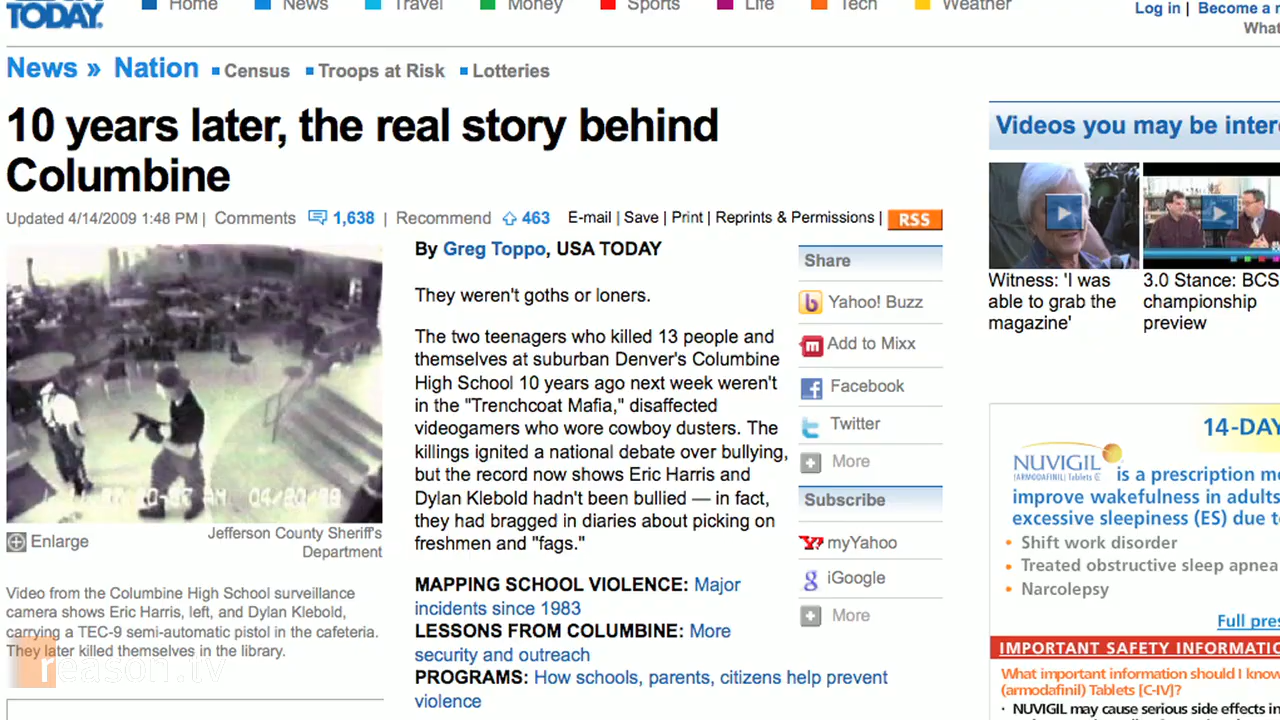 TODAY.
Home News Travel Money Sports Life Tech Weather
Log in | Become a
What
News » Nation ▪ Census ▪ Troops at Risk ▪ Lotteries
10 years later, the real story behind
Columbine
Updated 4/14/2009 1:48 PM | Comments 1,638 | Recommend 463 E-mail | Save | Print | Reprints & Permissions | RSS
By Greg Toppo, USA TODAY
They weren't goths or loners.
The two teenagers who killed 13 people and
themselves at suburban Denver's Columbine
High School 10 years ago next week weren't
in the "Trenchcoat Mafia," disaffected
videogamers who wore cowboy dusters. The
killings ignited a national debate over bullying,
but the record now shows Eric Harris and
Dylan Klebold hadn't been bullied — in fact,
they had bragged in diaries about picking on
freshmen and "fags."
MAPPING SCHOOL VIOLENCE: Major
incidents since 1983
LESSONS FROM COLUMBINE: More
security and outreach
PROGRAMS: How schools, parents, citizens help prevent
violence
04/20/99
Enlarge
Jefferson County Sheriff's
Department
Video from the Columbine High School surveillance
camera shows Eric Harris, left, and Dylan Klebold,
carrying a TEC-9 semi-automatic pistol in the cafeteria.
They later killed themselves in the library.
reason.tv
Share
Yahoo! Buzz
Add to Mixx
Facebook
Twitter
More
Subscribe
myYahoo
iGoogle
More
Videos you may be inter
Witness: 'I was
able to grab the
magazine'
3.0 Stance: BCS
championship
preview
14-DAY
NUVIGIL
(ARMODAFINIL) Tablets C
is a prescription me
improve wakefulness in adults
excessive sleepiness (ES) due to
• Shift work disorder
• Treated obstructive sleep apnea
• Narcolepsy
Full pres
IMPORTANT SAFETY INFORMATIO
What important information should I know
(armodafinil) Tablets [C-IV]?
· NUVIGIL may cause serious side effects in